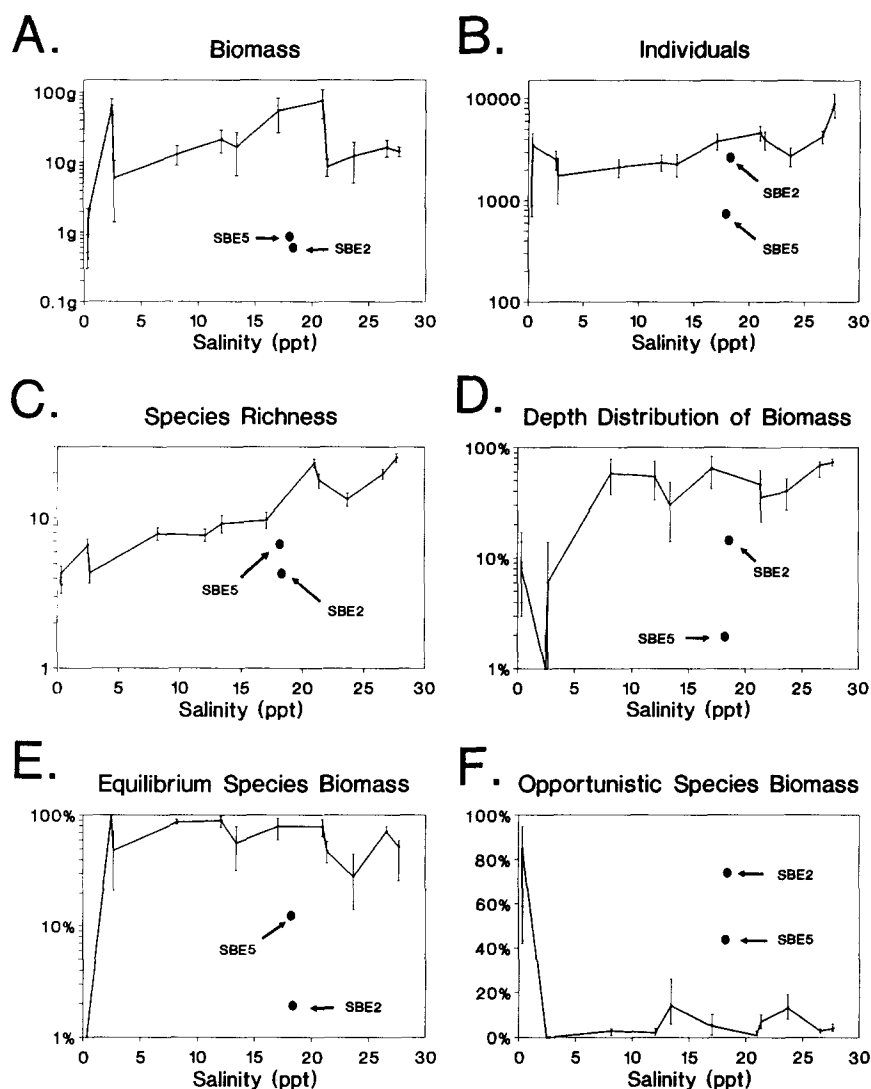 A.
Biomass
100g
10g
1g
0.1g
SBE5
SBE2
0 5 10 15 20 25 30
Salinity (ppt)
B.
Individuals
10000
1000
100
SBE2
SBE5
0 5 10 15 20 25 30
Salinity (ppt)
C.
Species Richness
10
1
SBE5
SBE2
0 5 10 15 20 25 30
Salinity (ppt)
D.
Depth Distribution of Biomass
100%
10%
1%
SBE2
SBE5
0 5 10 15 20 25 30
Salinity (ppt)
E.
Equilibrium Species Biomass
100%
10%
1%
SBE5
SBE2
0 5 10 15 20 25 30
Salinity (ppt)
F.
Opportunistic Species Biomass
100%
80%
60%
40%
20%
0%
SBE2
SBE5
0 5 10 15 20 25 30
Salinity (ppt)